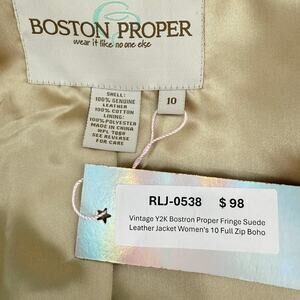 BOSTON PROPER
wear it like no one else
SHELL:
100% GENUINE
LEATHER
100% COTTON
LINING:
100% POLYESTER
MADE IN CHINA
WPL 7069
SEE REVERSE
FOR CARE
10
RLJ-0538 $ 98
Vintage Y2K Bostron Proper Fringe Suede
Leather Jacket Women's 10 Full Zip Boho